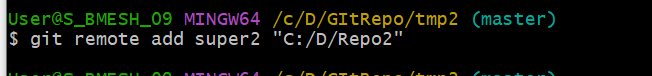 User@S_BMESH_09 MINGW64 /c/D/GItRepo/tmp2 (master)
$ git remote add super2 "C:/D/Repo2"